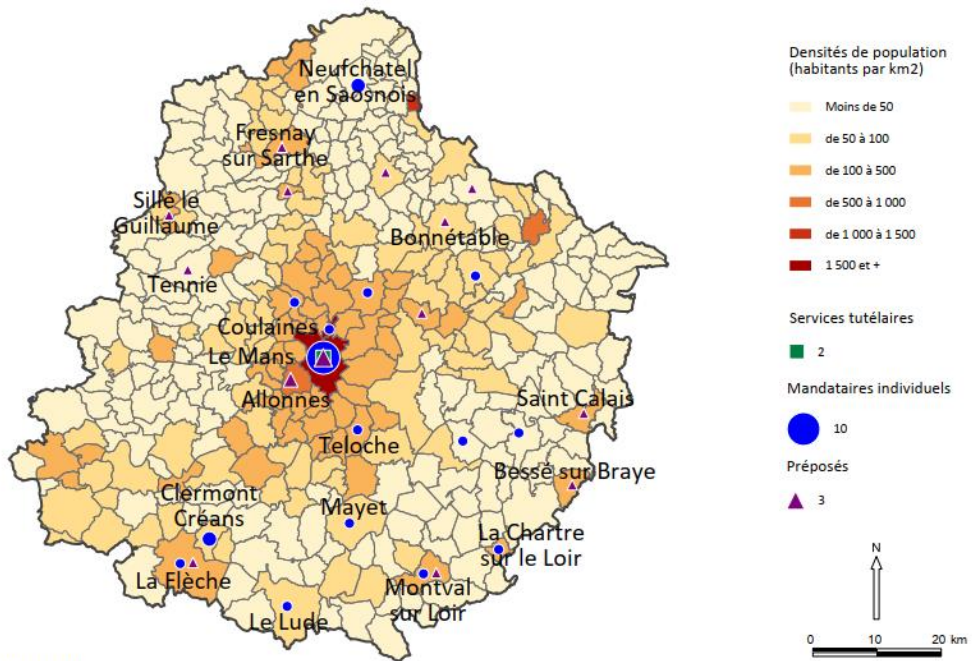 Neufchatel
en Saosnois
Fresnay
sur Sarthe
Sillé le
Guillaume
Bonnétable
Tennie
Coulaines
Le Mans
Allonnes
Saint Calais
Teloche
Bessé sur Braye
Clermont
Créans
Mayet
La Chartre
sur le Loir
La Flèche
Montval
sur Loir
Le Lude
Densités de population
(habitants par km2)
Moins de 50
de 50 à 100
de 100 à 500
de 500 à 1 000
de 1 000 à 1 500
1 500 et +
Services tutélaires
2
Mandataires individuels
10
Préposés
3
N
0 10 20 km